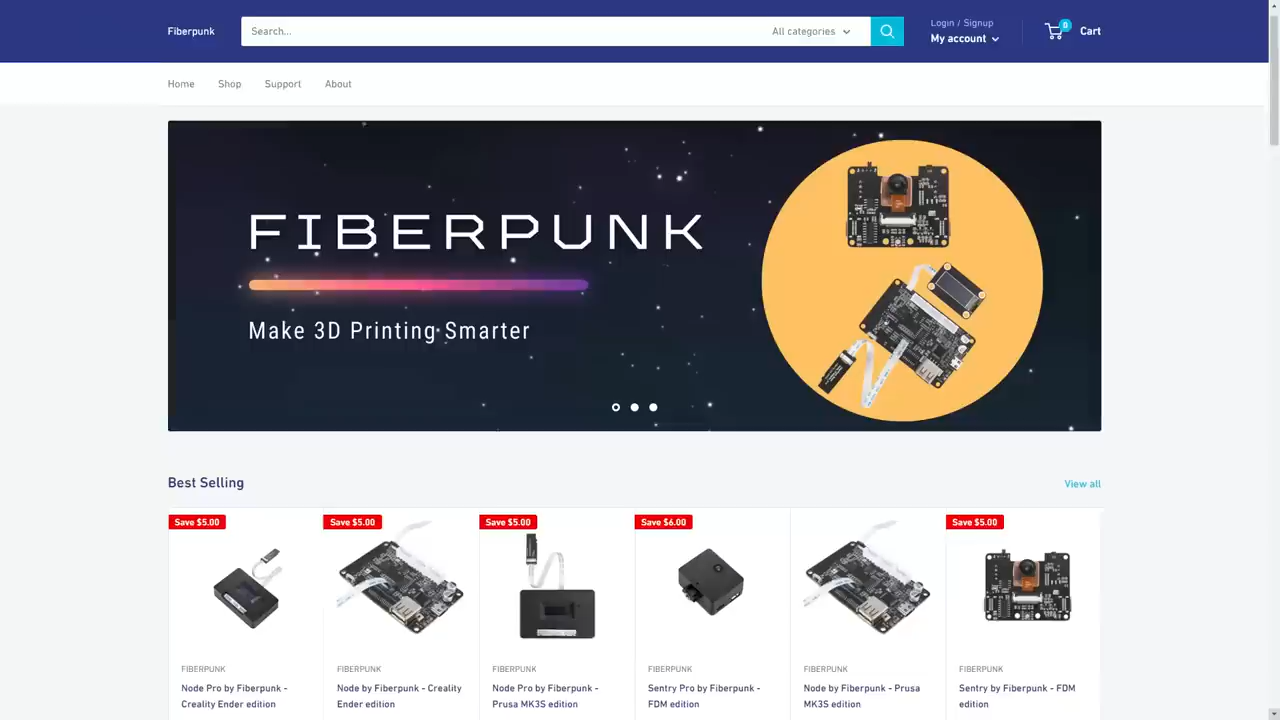 Fiberpunk
Search...
All categories
Login / Signup
My account
0
Cart
Home
Shop
Support
About
FIBERPUNK
Make 3D Printing Smarter
Best Selling
View all
Save $5.00
Save $5.00
Save $5.00
Save $6.00
Save $5.00
FIBERPUNK
Node Pro by Fiberpunk -
Creality Ender edition
FIBERPUNK
Node by Fiberpunk - Creality
Ender edition
FIBERPUNK
Node Pro by Fiberpunk -
Prusa MK3S edition
FIBERPUNK
Sentry Pro by Fiberpunk -
FDM edition
FIBERPUNK
Node by Fiberpunk - Prusa
MK3S edition
FIBERPUNK
Sentry by Fiberpunk - FDM
edition